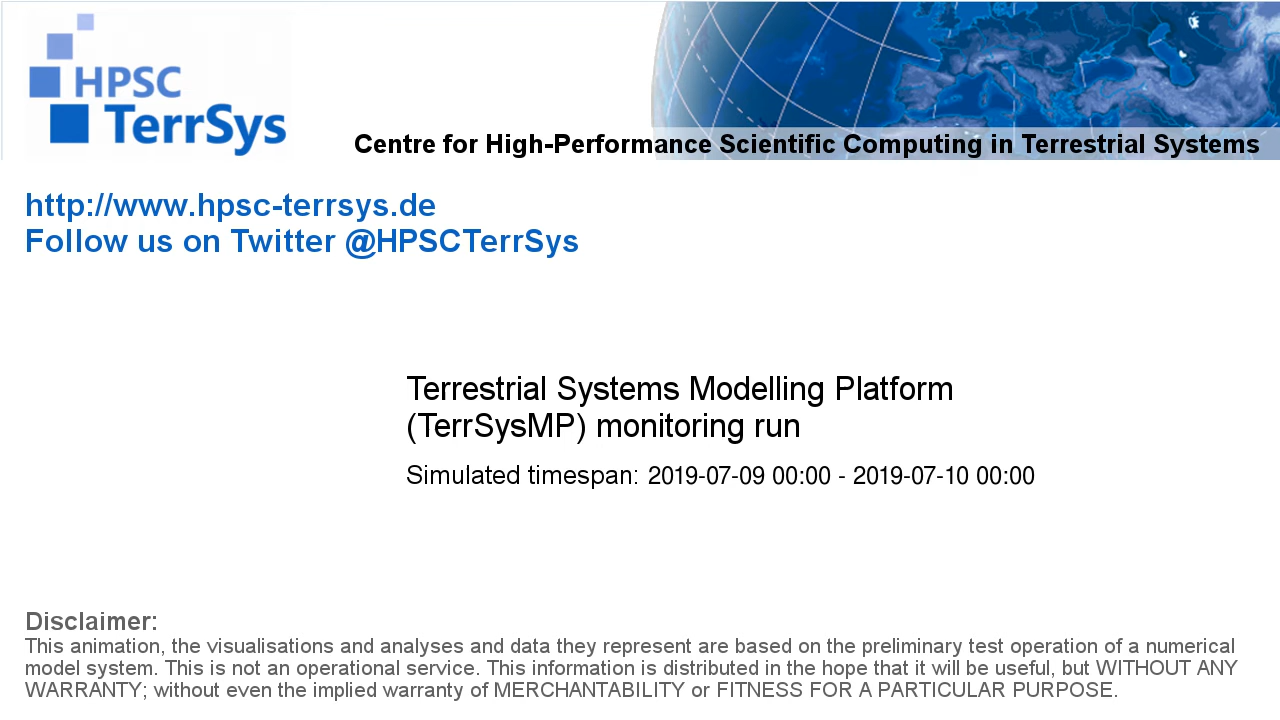 HPSC
TerrSys
Centre for High-Performance Scientific Computing in Terrestrial Systems
http://www.hpsc-terrsys.de
Follow us on Twitter @HPSCTerrSys
Terrestrial Systems Modelling Platform
(TerrSysMP) monitoring run
Simulated timespan: 2019-07-09 00:00 - 2019-07-10 00:00
Disclaimer:
This animation, the visualisations and analyses and data they represent are based on the preliminary test operation of a numerical
model system. This is not an operational service. This information is distributed in the hope that it will be useful, but WITHOUT ANY
WARRANTY; without even the implied warranty of MERCHANTABILITY or FITNESS FOR A PARTICULAR PURPOSE.